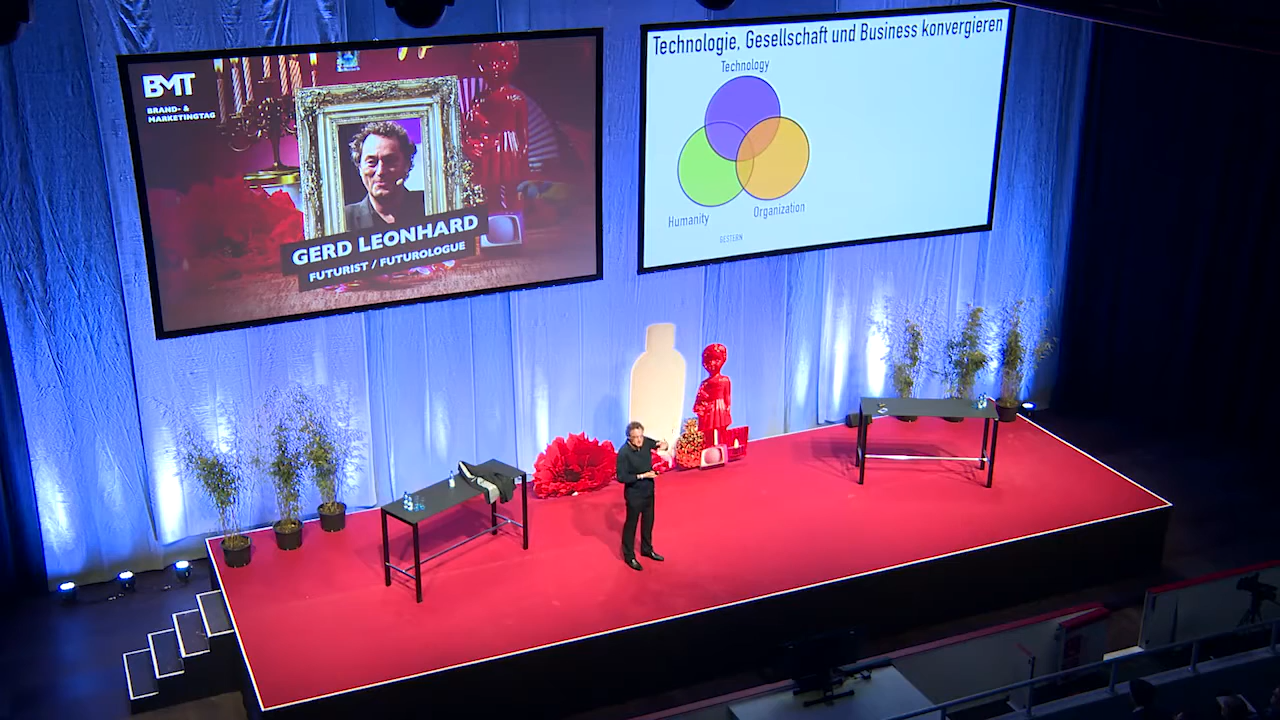 BMT
BRAND- &
MARKETINGTAG
GERD LEONHARD
FUTURIST / FUTUROLOGUE
Technologie, Gesellschaft und Business konvergieren
Technology
Humanity
Organization
GESTERN